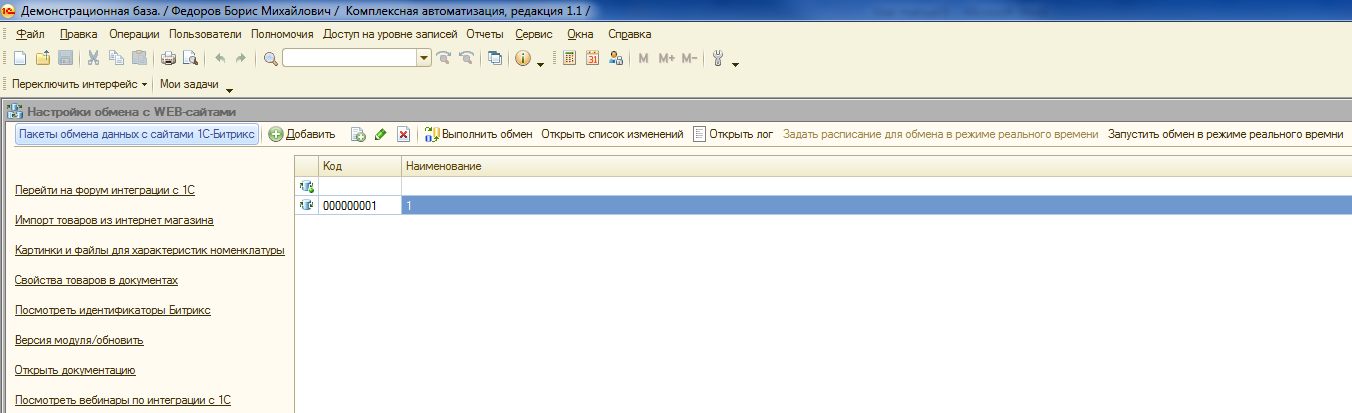 Демонстрационная база. / Федоров Борис Михайлович / Комплексная автоматизация, редакция 1.1 /
Файл Правка Операции Пользователи Полномочия Доступ на уровне записей Отчеты Сервис Окна Справка
M M+ M−
Переключить интерфейс Мои задачи
Настройки обмена с WEB-сайтами
Пакеты обмена данных с сайтами 1С-Битрикс Добавить Выполнить обмен Открыть список изменений Открыть лог Задать расписание для обмена в режиме реального времени Запустить обмен в режиме реального времни
Код Наименование
000000001 1
Перейти на форум интеграции с 1С
Импорт товаров из интернет магазина
Картинки и файлы для характеристик номенклатуры
Свойства товаров в документах
Посмотреть идентификаторы Битрикс
Версия модуля/обновить
Открыть документацию
Посмотреть вебинары по интеграции с 1С